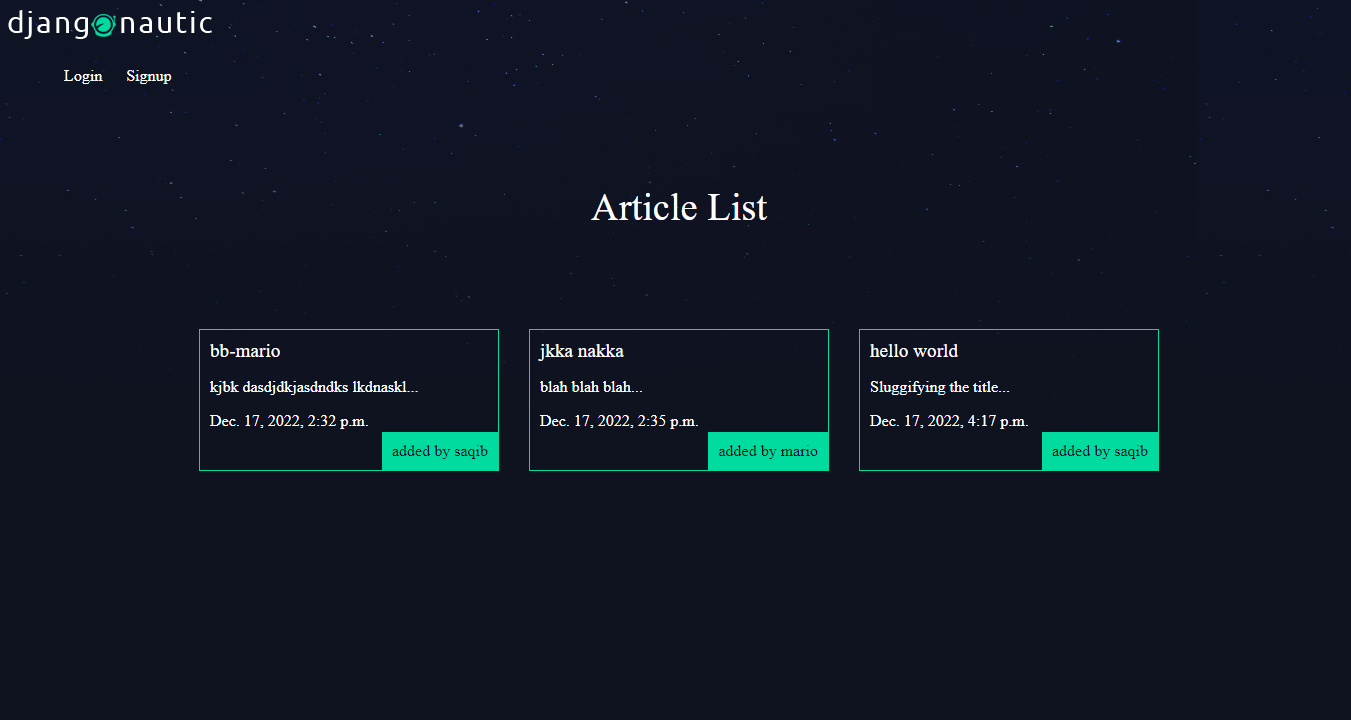 djangonautic
Login Signup
Article List
bb-mario
kjbk dasdjdkjasdndks lkdnaskl...
Dec. 17, 2022, 2:32 p.m.
added by saqib
jkka nakka
blah blah blah...
Dec. 17, 2022, 2:35 p.m.
added by mario
hello world
Sluggifying the title...
Dec. 17, 2022, 4:17 p.m.
added by saqib